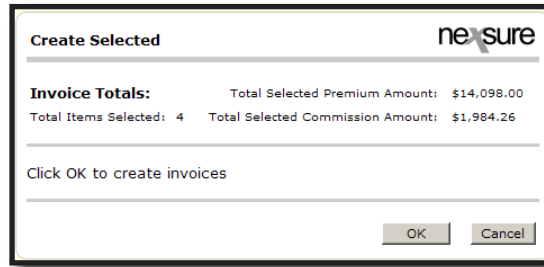 Create Selected nexsure
Invoice Totals: Total Selected Premium Amount: $14,098.00
Total Items Selected: 4 Total Selected Commission Amount: $1,984.26
Click OK to create invoices
OK Cancel